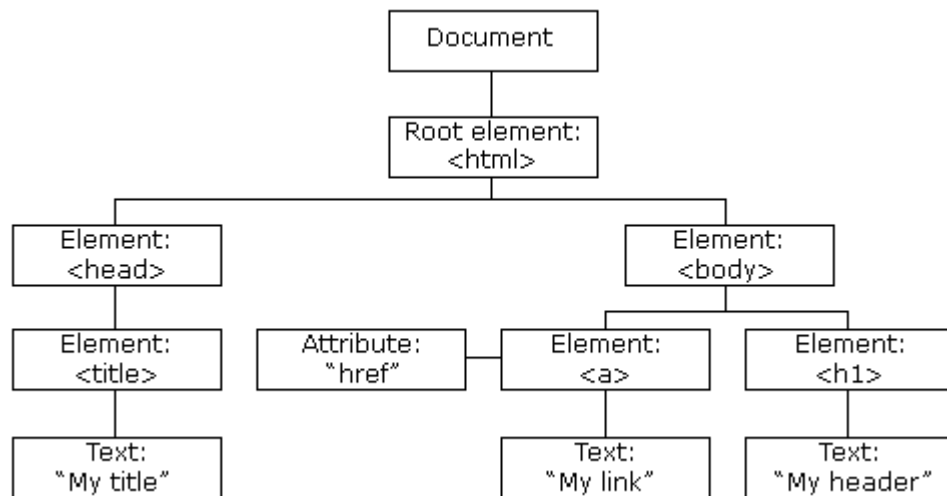 Document
Root element:
<html>
Element:
<head>
Element:
<body>
Element:
<title>
Attribute:
“href”
Element:
<a>
Element:
<h1>
Text:
“My title”
Text:
“My link”
Text:
“My header”